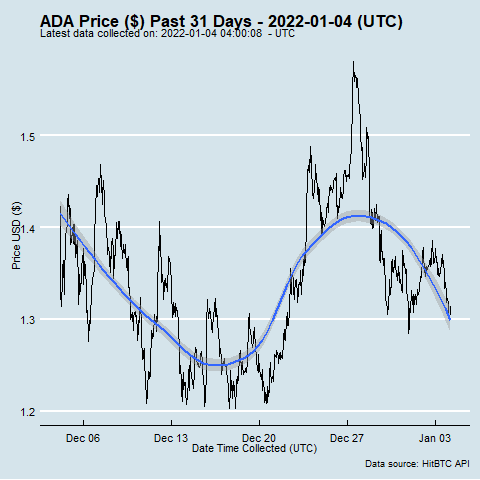 ADA Price ($) Past 31 Days - 2022-01-04 (UTC)
Latest data collected on: 2022-01-04 04:00:08 - UTC
1.5
1.4
1.3
1.2
Price USD ($)
Dec 06 Dec 13 Dec 20 Dec 27 Jan 03
Date Time Collected (UTC)
Data source: HitBTC API